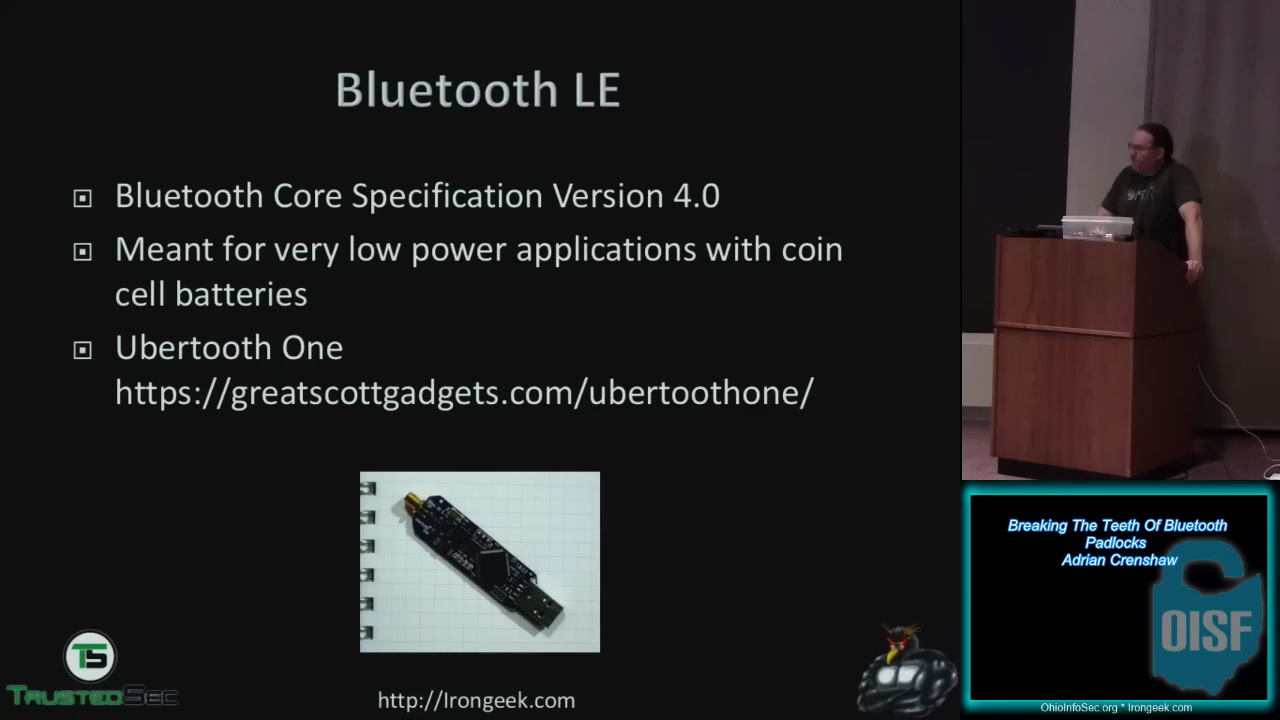 Bluetooth LE
Bluetooth Core Specification Version 4.0
Meant for very low power applications with coin
cell batteries
Ubertooth One
https://greatscottgadgets.com/ubertoothone/
TS
TRUSTEDSEC
http://Irongeek.com
Breaking The Teeth Of Bluetooth
Padlocks
Adrian Crenshaw
OISF
OhioInfoSec.org * Irongeek.com